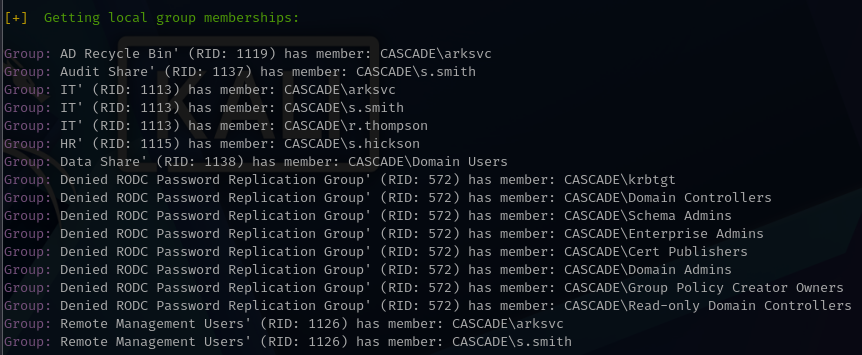 [+] Getting local group memberships:
Group: AD Recycle Bin' (RID: 1119) has member: CASCADE\arksvc
Group: Audit Share' (RID: 1137) has member: CASCADE\s.smith
Group: IT' (RID: 1113) has member: CASCADE\arksvc
Group: IT' (RID: 1113) has member: CASCADE\s.smith
Group: IT' (RID: 1113) has member: CASCADE\r.thompson
Group: HR' (RID: 1115) has member: CASCADE\s.hickson
Group: Data Share' (RID: 1138) has member: CASCADE\Domain Users
Group: Denied RODC Password Replication Group' (RID: 572) has member: CASCADE\krbtgt
Group: Denied RODC Password Replication Group' (RID: 572) has member: CASCADE\Domain Controllers
Group: Denied RODC Password Replication Group' (RID: 572) has member: CASCADE\Schema Admins
Group: Denied RODC Password Replication Group' (RID: 572) has member: CASCADE\Enterprise Admins
Group: Denied RODC Password Replication Group' (RID: 572) has member: CASCADE\Cert Publishers
Group: Denied RODC Password Replication Group' (RID: 572) has member: CASCADE\Domain Admins
Group: Denied RODC Password Replication Group' (RID: 572) has member: CASCADE\Group Policy Creator Owners
Group: Denied RODC Password Replication Group' (RID: 572) has member: CASCADE\Read-only Domain Controllers
Group: Remote Management Users' (RID: 1126) has member: CASCADE\arksvc
Group: Remote Management Users' (RID: 1126) has member: CASCADE\s.smith
KALI